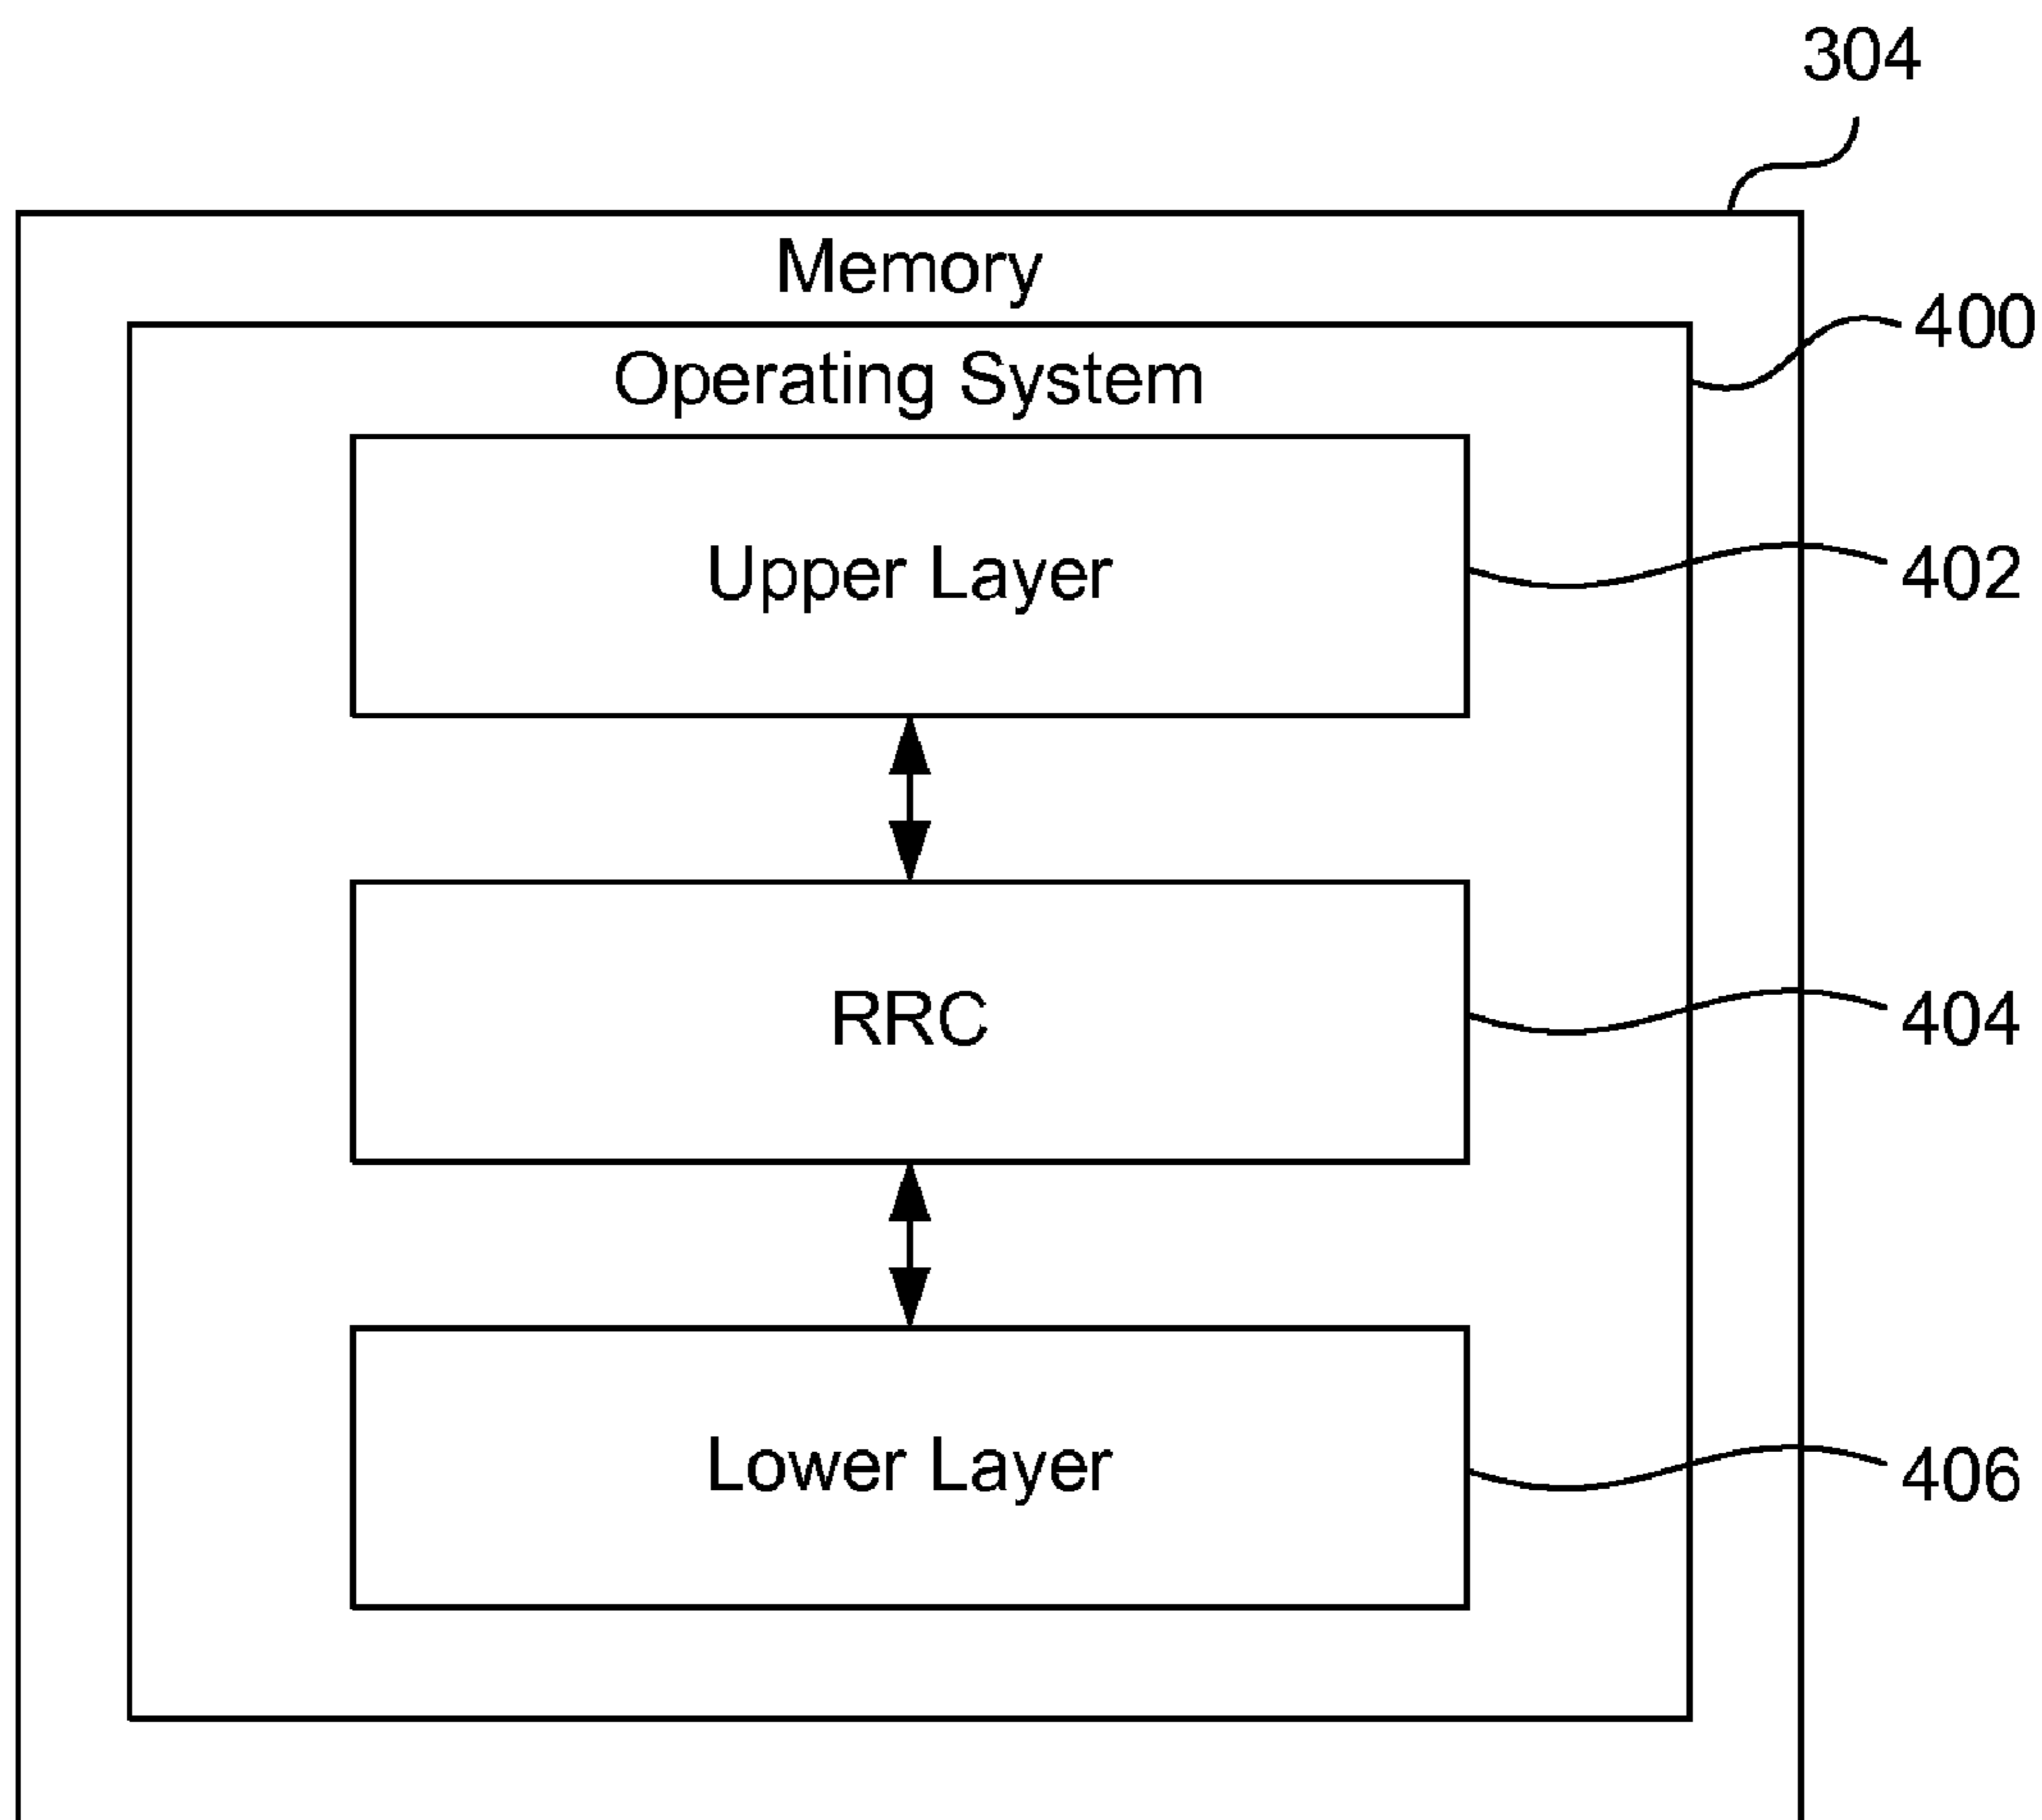 304
Memory
400
Operating System
Upper Layer
402
RRC
404
Lower Layer
406